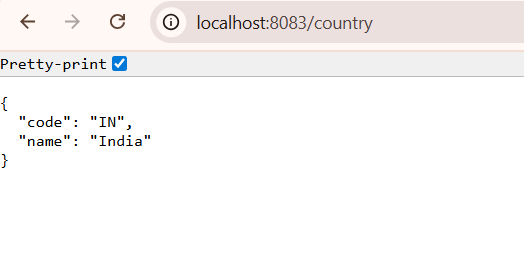 localhost:8083/country
Pretty-print
{
  "code": "IN",
  "name": "India"
}